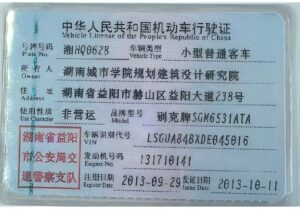 中华人民共和国机动车行驶证
Vehicle License of the People's Republic of China
号牌号码 湘HQ0628 车辆类型 小型普通客车
Plate No. Vehicle Type
所有人 湖南城市学院规划建筑设计研究院
Owner
住址 湖南省益阳市赫山区益阳大道238号
Address
使用性质 非营运 品牌型号 别克牌SGM6531ATA
Use Character Model
湖南省益阳市公安局交通警察支队
车辆识别代号 LSGUA84BXDE045016
VIN
发动机号码 131710141
Engine No.
注册日期 2013-09-29 发证日期 2013-10-11
Register Date Issue Date